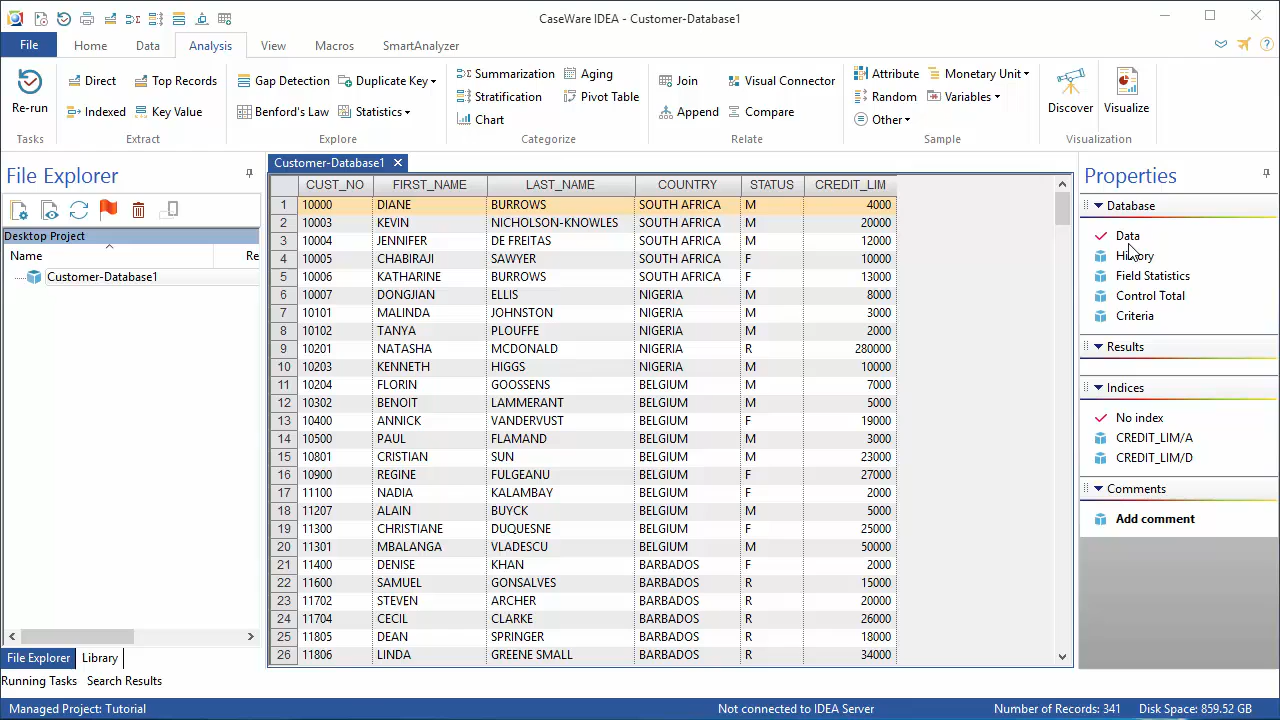 CaseWare IDEA - Customer-Database1
File Home Data Analysis View Macros SmartAnalyzer
Re-run
Tasks
Direct Top Records
Indexed Key Value
Extract
Gap Detection Duplicate Key
Benford's Law Statistics
Explore
Summarization Aging
Stratification Pivot Table
Chart
Categorize
Join Visual Connector
Append Compare
Relate
Attribute Monetary Unit
Random Variables
Other
Sample
Discover Visualize
Visualization
File Explorer
Desktop Project
Name Re
Customer-Database1
File Explorer Library
Running Tasks Search Results
Customer-Database1
CUST_NO FIRST_NAME LAST_NAME COUNTRY STATUS CREDIT_LIM
1 10000 DIANE BURROWS SOUTH AFRICA M 4000
2 10003 KEVIN NICHOLSON-KNOWLES SOUTH AFRICA M 20000
3 10004 JENNIFER DE FREITAS SOUTH AFRICA M 12000
4 10005 CHABIRAJI SAWYER SOUTH AFRICA F 10000
5 10006 KATHARINE BURROWS SOUTH AFRICA F 13000
6 10007 DONGJIAN ELLIS NIGERIA M 8000
7 10101 MALINDA JOHNSTON NIGERIA M 3000
8 10102 TANYA PLOUFFE NIGERIA M 2000
9 10201 NATASHA MCDONALD NIGERIA R 280000
10 10203 KENNETH HIGGS NIGERIA M 10000
11 10204 FLORIN GOOSSENS BELGIUM M 7000
12 10302 BENOIT LAMMERANT BELGIUM M 5000
13 10400 ANNICK VANDERVUST BELGIUM F 19000
14 10500 PAUL FLAMAND BELGIUM M 3000
15 10801 CRISTIAN SUN BELGIUM M 23000
16 10900 REGINE FULGEANU BELGIUM F 27000
17 11100 NADIA KALAMBAY BELGIUM F 2000
18 11207 ALAIN BUYCK BELGIUM M 5000
19 11300 CHRISTIANE DUQUESNE BELGIUM F 25000
20 11301 MBALANGA VLADESCU BELGIUM M 50000
21 11400 DENISE KHAN BARBADOS F 2000
22 11600 SAMUEL GONSALVES BARBADOS R 15000
23 11702 STEVEN ARCHER BARBADOS R 20000
24 11704 CECIL CLARKE BARBADOS R 26000
25 11805 DEAN SPRINGER BARBADOS R 18000
26 11806 LINDA GREENE SMALL BARBADOS R 34000
Properties
Database
Data
History
Field Statistics
Control Total
Criteria
Results
Indices
No index
CREDIT_LIM/A
CREDIT_LIM/D
Comments
Add comment
Managed Project: Tutorial Not connected to IDEA Server Number of Records: 341 Disk Space: 859.52 GB